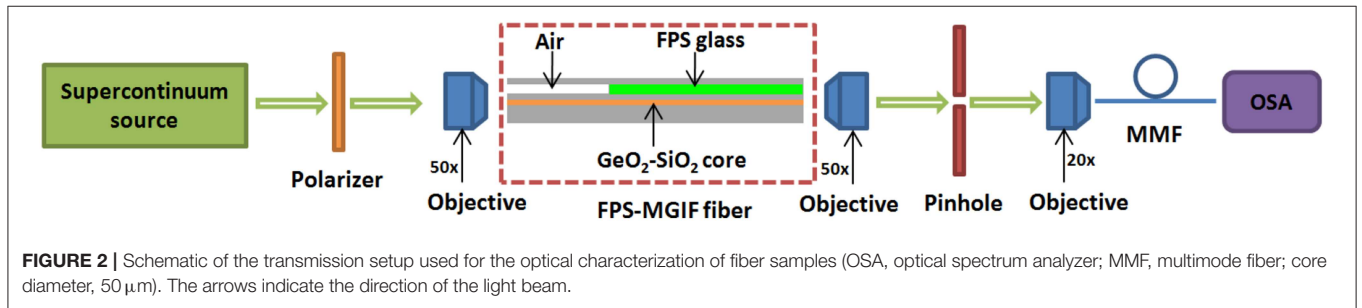 Air
FPS glass
Supercontinuum
source
OSA
MMF
GeO₂-SiO₂ core
50x
50x
20x
Polarizer
Objective
FPS-MGIF fiber
Objective
Pinhole
Objective
FIGURE 2 | Schematic of the transmission setup used for the optical characterization of fiber samples (OSA, optical spectrum analyzer; MMF, multimode fiber; core
diameter, 50 μm). The arrows indicate the direction of the light beam.